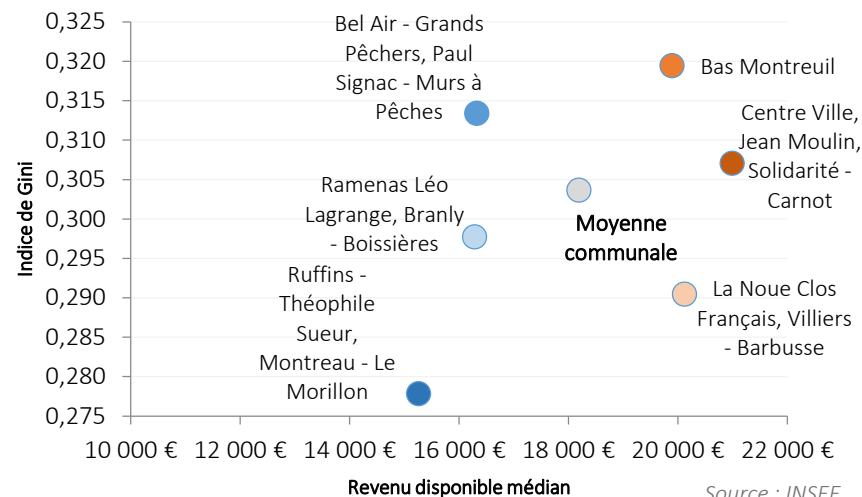 0,325
0,320
0,315
0,310
0,305
0,300
0,295
0,290
0,285
0,280
0,275
Indice de Gini
Bel Air - Grands
Pêchers, Paul
Signac - Murs à
Pêches
Bas Montreuil
Centre Ville,
Jean Moulin,
Solidarité -
Carnot
Ramenas Léo
Lagrange, Branly
- Boissières
Moyenne
communale
Ruffins -
Théophile
Sueur,
Montreau - Le
Morillon
La Noue Clos
Français, Villiers
- Barbusse
10 000 € 12 000 € 14 000 € 16 000 € 18 000 € 20 000 € 22 000 €
Revenu disponible médian
Source : INSEE